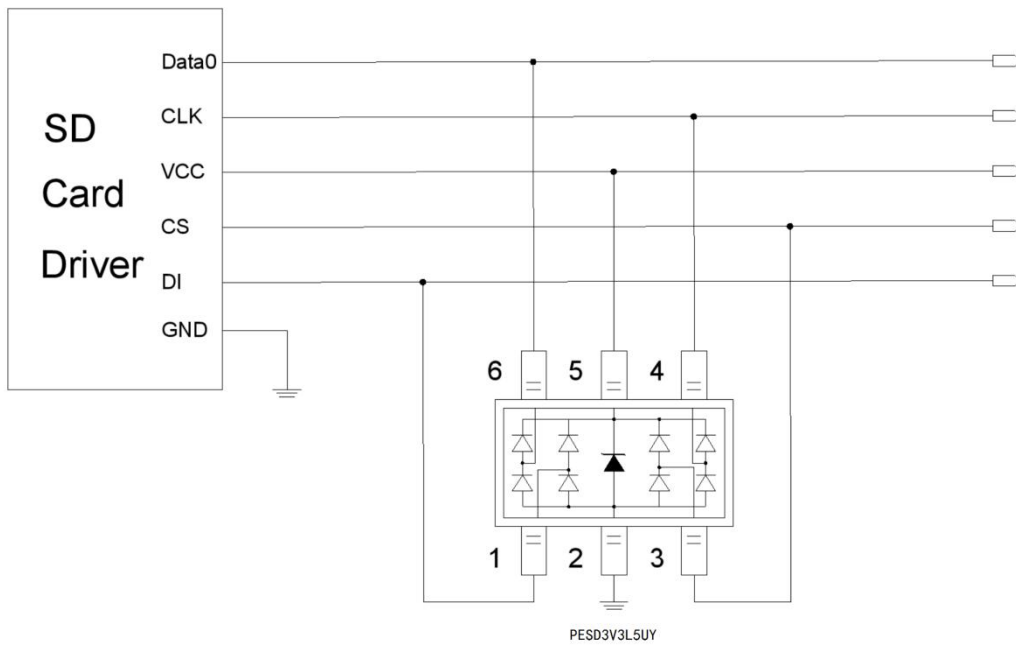 Data0
CLK
SD
VCC
Card
CS
Driver
DI
GND
6 5 4
1 2 3
PESD3V3L5UY